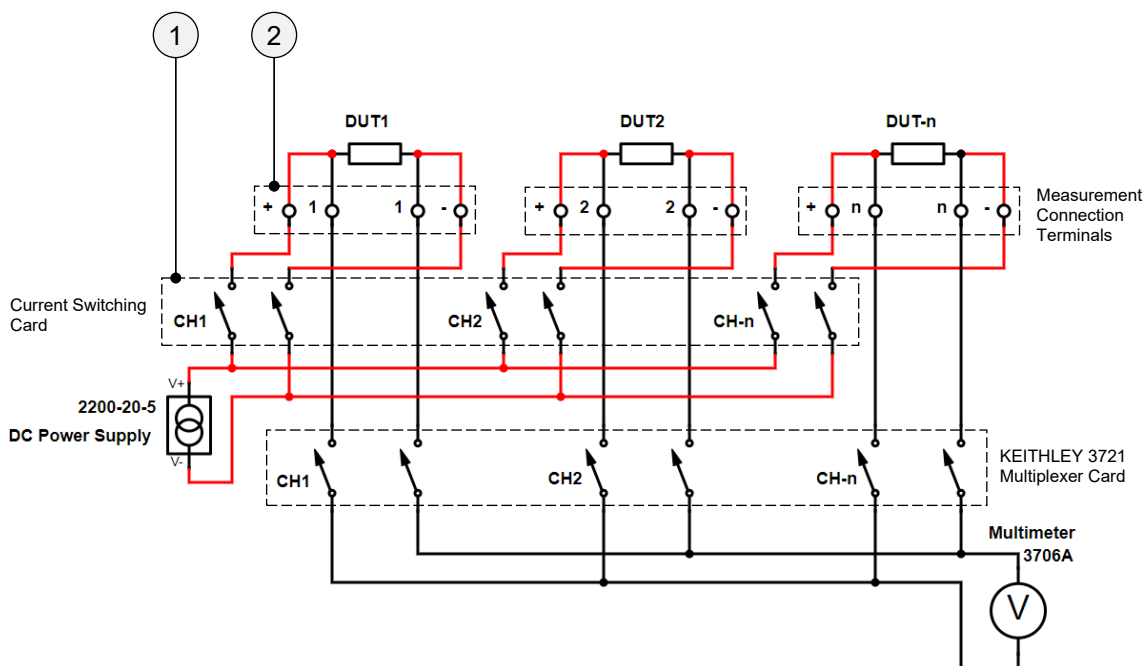 1
2
DUT1
DUT2
DUT-n
+ 1 1 -
+ 2 2 -
+ n n -
Measurement
Connection
Terminals
Current Switching
Card
CH1
CH2
CH-n
V+
2200-20-5
DC Power Supply
V-
CH1
CH2
CH-n
KEITHLEY 3721
Multiplexer Card
Multimeter
3706A
V